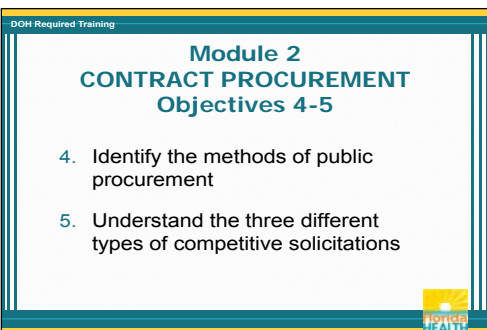 DOH Required Training
Module 2
CONTRACT PROCUREMENT
Objectives 4-5
4. Identify the methods of public
procurement
5. Understand the three different
types of competitive solicitations
Florida
HEALTH